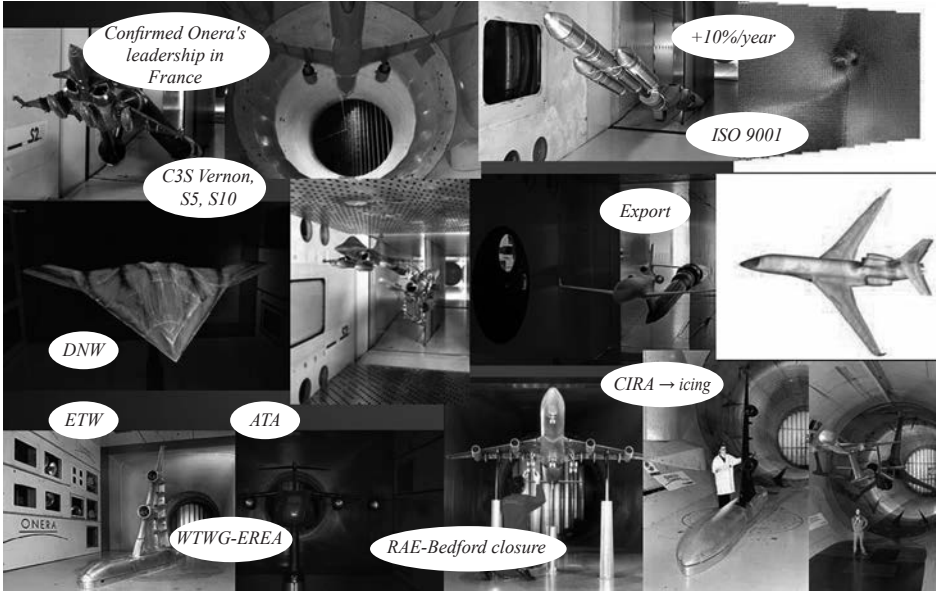 Confirmed Onera's
leadership in
France
+10%/year
ISO 9001
S2
C3S Vernon,
S5, S10
Export
DNW
CIRA → icing
ETW
ATA
ONERA
WTWG-EREA
RAE-Bedford closure